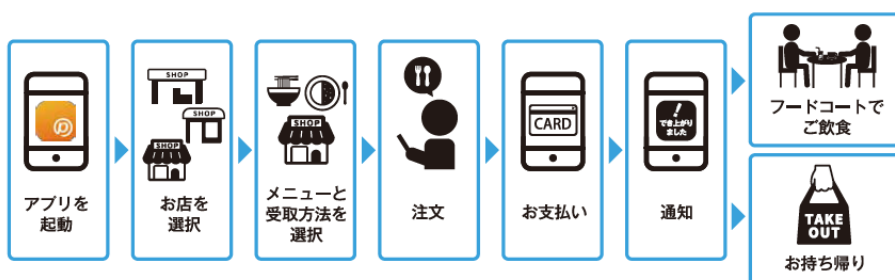 アプリを
起動
SHOP
SHOP
SHOP
お店を
選択
SHOP
メニューと
受取方法を
選択
注文
CARD
お支払い
!
でき上がり
ました
通知
フードコートで
ご飲食
TAKE
OUT
お持ち帰り